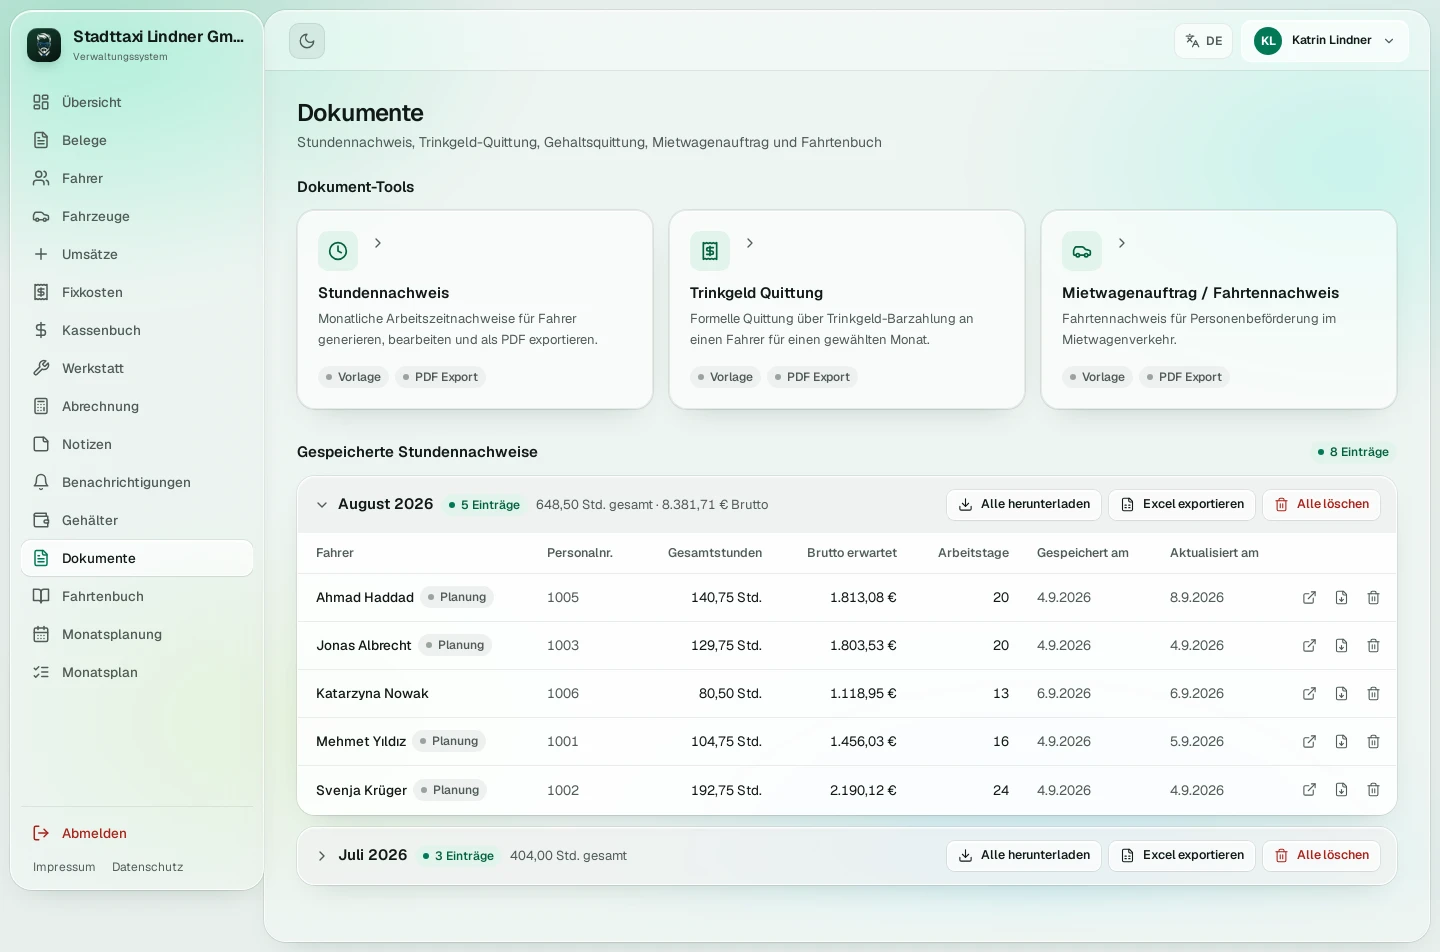 Stadttaxi Lindner Gm...
Verwaltungssystem
Übersicht
Belege
Fahrer
Fahrzeuge
Umsätze
Fixkosten
Kassenbuch
Werkstatt
Abrechnung
Notizen
Benachrichtigungen
Gehälter
Dokumente
Fahrtenbuch
Monatsplanung
Monatsplan
Abmelden
Impressum Datenschutz
DE
KL Katrin Lindner
Dokumente
Stundennachweis, Trinkgeld-Quittung, Gehaltsquittung, Mietwagenauftrag und Fahrtenbuch
Dokument-Tools
Stundennachweis
Monatliche Arbeitszeitnachweise für Fahrer
generieren, bearbeiten und als PDF exportieren.
Vorlage PDF Export
Trinkgeld Quittung
Formelle Quittung über Trinkgeld-Barzahlung an
einen Fahrer für einen gewählten Monat.
Vorlage PDF Export
Mietwagenauftrag / Fahrtennachweis
Fahrtennachweis für Personenbeförderung im
Mietwagenverkehr.
Vorlage PDF Export
Gespeicherte Stundennachweise 8 Einträge
August 2026 5 Einträge 648,50 Std. gesamt · 8.381,71 € Brutto Alle herunterladen Excel exportieren Alle löschen
Fahrer Personalnr. Gesamtstunden Brutto erwartet Arbeitstage Gespeichert am Aktualisiert am
Ahmad Haddad Planung 1005 140,75 Std. 1.813,08 € 20 4.9.2026 8.9.2026
Jonas Albrecht Planung 1003 129,75 Std. 1.803,53 € 20 4.9.2026 4.9.2026
Katarzyna Nowak 1006 80,50 Std. 1.118,95 € 13 6.9.2026 6.9.2026
Mehmet Yıldız Planung 1001 104,75 Std. 1.456,03 € 16 4.9.2026 5.9.2026
Svenja Krüger Planung 1002 192,75 Std. 2.190,12 € 24 4.9.2026 4.9.2026
Juli 2026 3 Einträge 404,00 Std. gesamt Alle herunterladen Excel exportieren Alle löschen